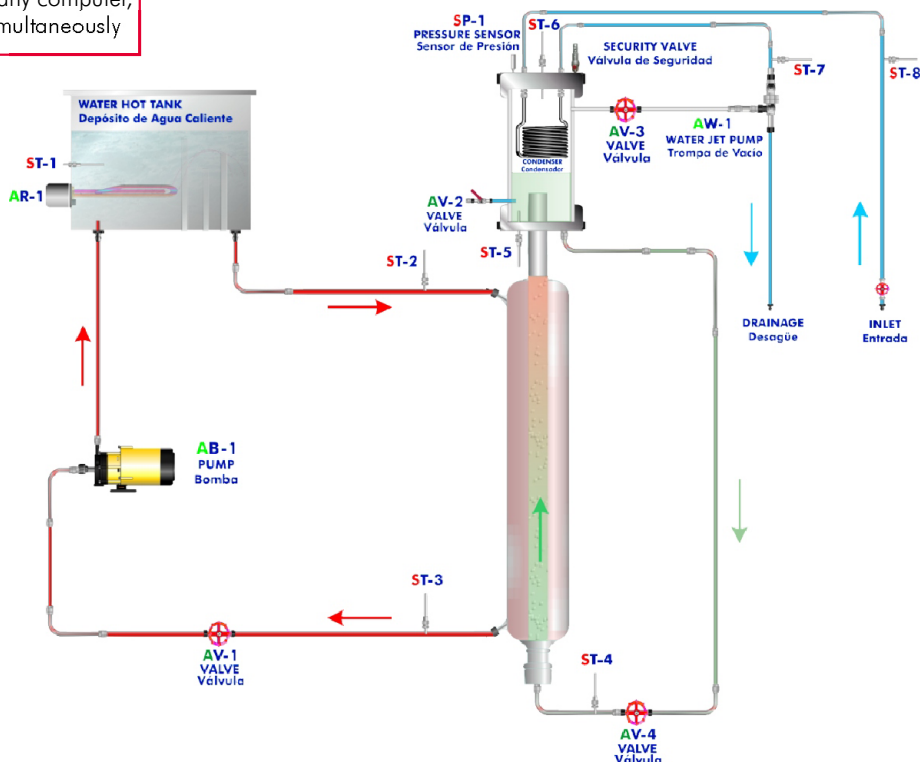 any computer,
multaneously
SP-1
PRESSURE SENSOR
Sensor de Presión
ST-6
SECURITY VALVE
Válvula de Seguridad
ST-7
ST-8
WATER HOT TANK
Depósito de Agua Caliente
ST-1
AR-1
CONDENSER
Condensador
AV-3
VALVE
Válvula
AW-1
WATER JET PUMP
Trompa de Vacío
AV-2
VALVE
Válvula
ST-5
ST-2
DRAINAGE
Desagüe
INLET
Entrada
AB-1
PUMP
Bomba
ST-3
AV-1
VALVE
Válvula
ST-4
AV-4
VALVE
Válvula